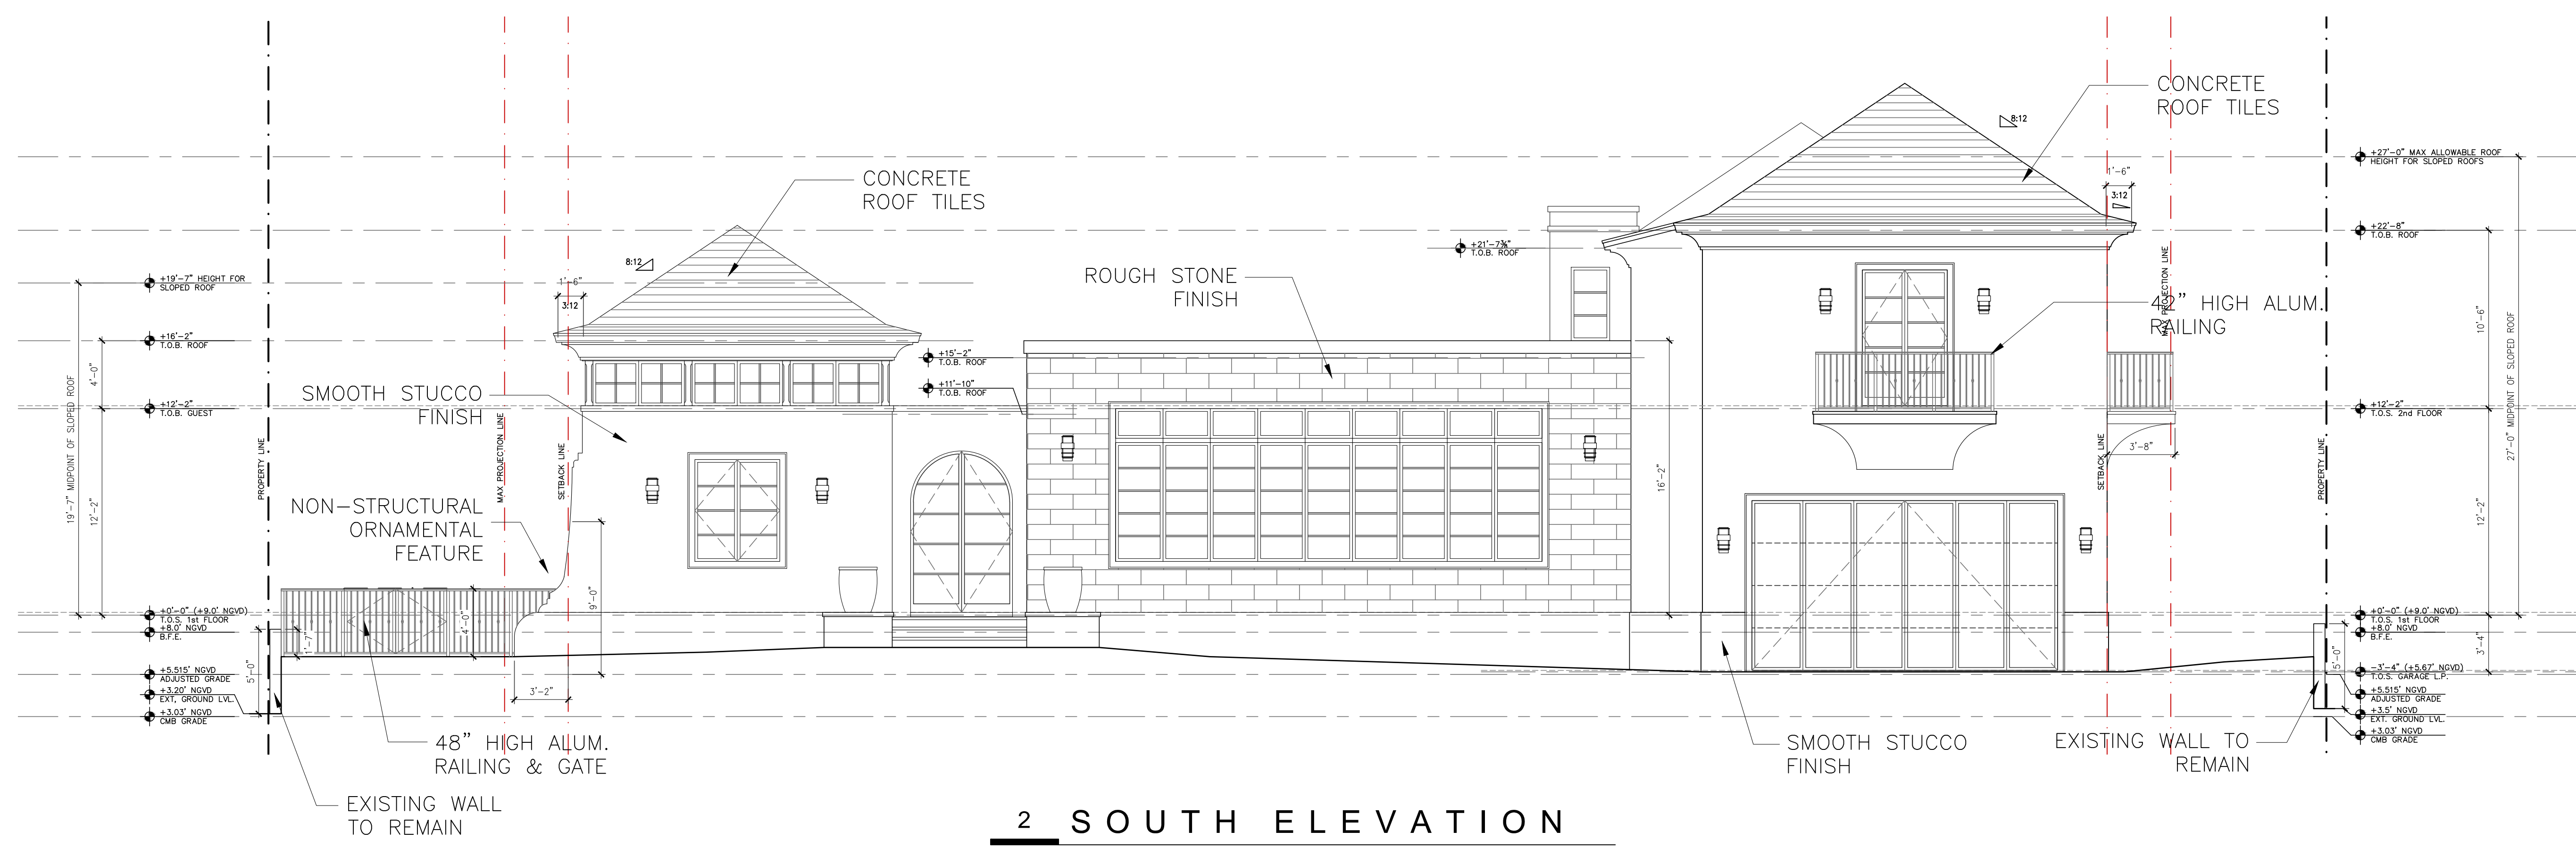 CONCRETE
ROOF TILES
8:12
+27'-0" MAX ALLOWABLE ROOF
HEIGHT FOR SLOPED ROOFS
1'-6"
3:12
CONCRETE
ROOF TILES
+22'-8"
T.O.B. ROOF
+21'-7¾"
T.O.B. ROOF
8:12
1'-6"
3:12
+19'-7" HEIGHT FOR
SLOPED ROOF
ROUGH STONE
FINISH
MAX PROJECTION LINE
42" HIGH ALUM.
RAILING
10'-6"
27'-0" MIDPOINT OF SLOPED ROOF
+16'-2"
T.O.B. ROOF
+15'-2"
T.O.B. ROOF
+11'-10"
T.O.B. ROOF
4'-0"
19'-7" MIDPOINT OF SLOPED ROOF
SMOOTH STUCCO
FINISH
+12'-2"
T.O.B. GUEST
+12'-2"
T.O.S. 2nd FLOOR
PROPERTY LINE
MAX PROJECTION LINE
SETBACK LINE
16'-2"
SETBACK LINE
3'-8"
PROPERTY LINE
12'-2"
12'-2"
NON-STRUCTURAL
ORNAMENTAL
FEATURE
9'-0"
4'-0"
+0'-0" (+9.0' NGVD)
T.O.S. 1st FLOOR
+8.0' NGVD
B.F.E.
+5.515' NGVD
ADJUSTED GRADE
+3.20' NGVD
EXT, GROUND LVL.
+3.03' NGVD
CMB GRADE
5'-0"
3'-2"
+0'-0" (+9.0' NGVD)
T.O.S. 1st FLOOR
+8.0' NGVD
B.F.E.
-3'-4" (+5.67' NGVD)
T.O.S. GARAGE L.P.
+5.515' NGVD
ADJUSTED GRADE
+3.5' NGVD
EXT. GROUND LVL.
+3.03' NGVD
CMB GRADE
5'-0"
3'-4"
48" HIGH ALUM.
RAILING & GATE
EXISTING WALL
TO REMAIN
SMOOTH STUCCO
FINISH
EXISTING WALL TO
REMAIN
2 SOUTH ELEVATION